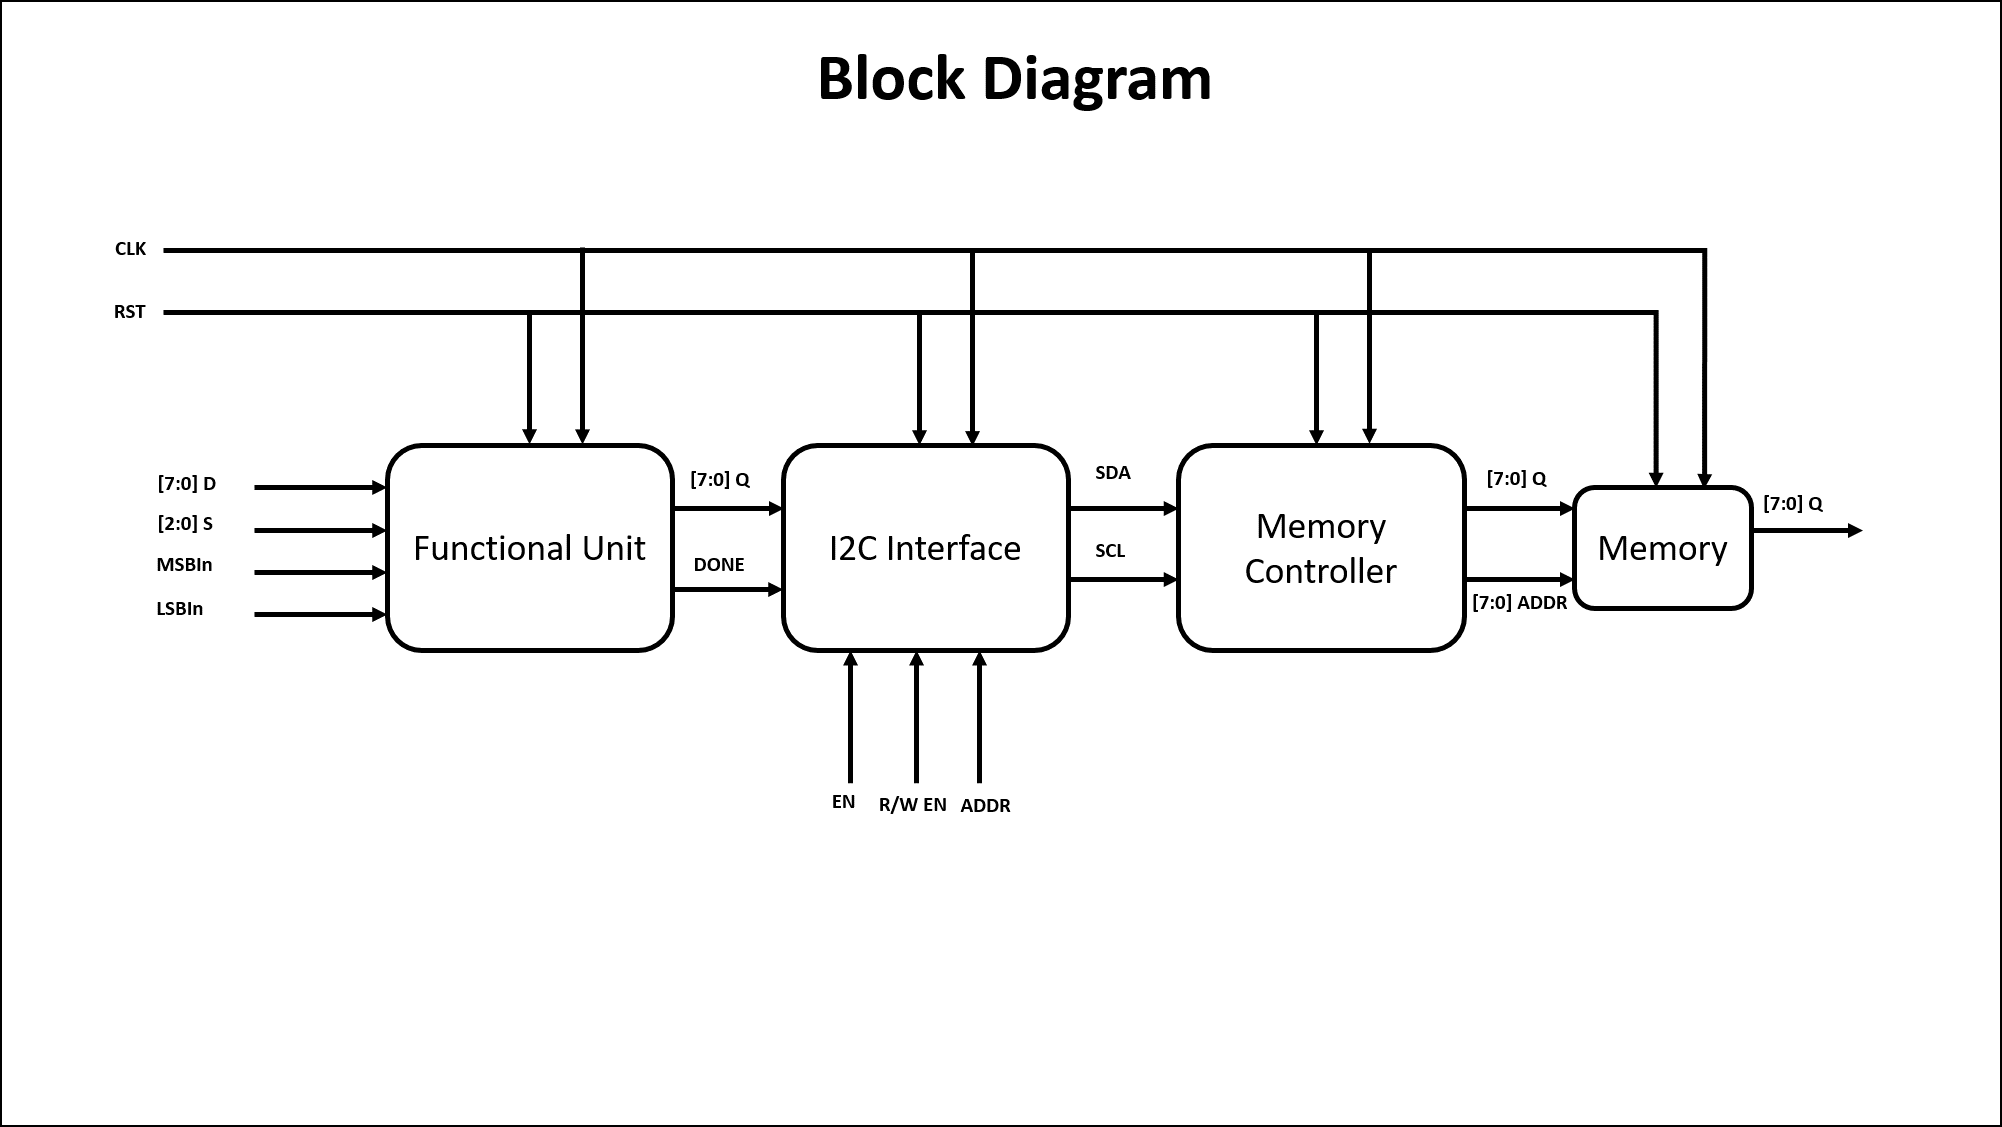 Block Diagram
CLK
RST
[7:0] D
[2:0] S
MSBIn
LSBIn
Functional Unit
[7:0] Q
DONE
I2C Interface
EN
R/W EN
ADDR
SDA
SCL
Memory
Controller
[7:0] Q
[7:0] ADDR
Memory
[7:0] Q